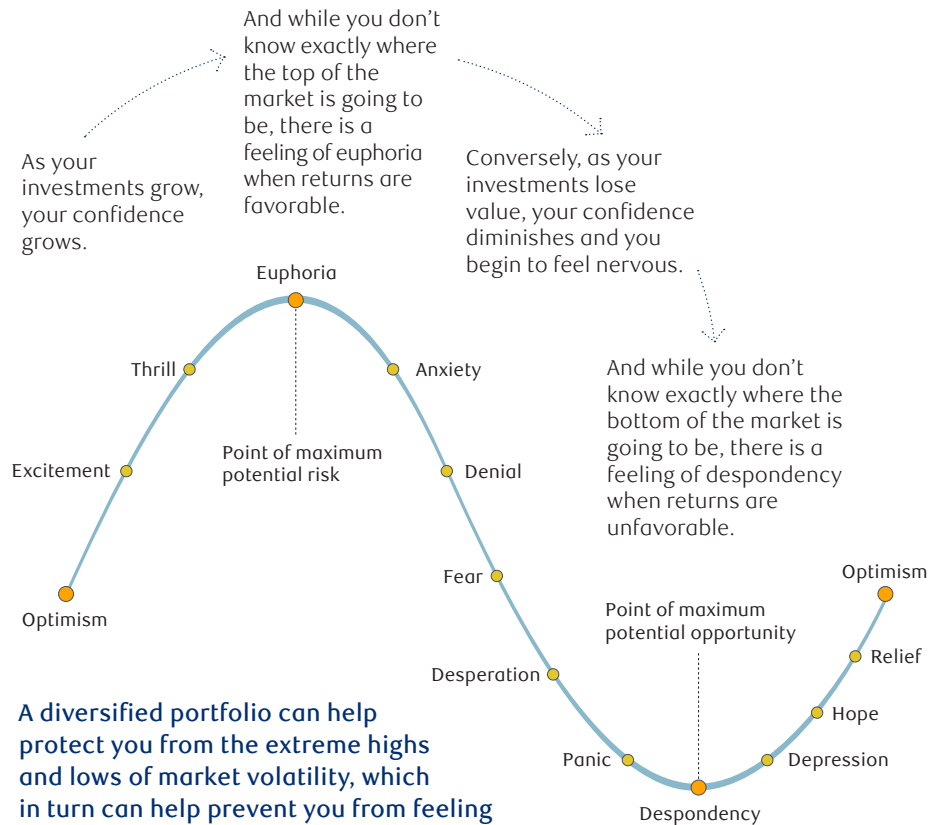 As your
investments grow,
your confidence
grows.
And while you don’t
know exactly where
the top of the
market is going to
be, there is a
feeling of euphoria
when returns are
favorable.
Conversely, as your
investments lose
value, your confidence
diminishes and you
begin to feel nervous.
And while you don’t
know exactly where the
bottom of the market is
going to be, there is a
feeling of despondency
when returns are
unfavorable.
Optimism
Excitement
Thrill
Euphoria
Point of maximum
potential risk
Anxiety
Denial
Fear
Desperation
Panic
Despondency
Point of maximum
potential opportunity
Depression
Hope
Relief
Optimism
A diversified portfolio can help
protect you from the extreme highs
and lows of market volatility, which
in turn can help prevent you from feeling